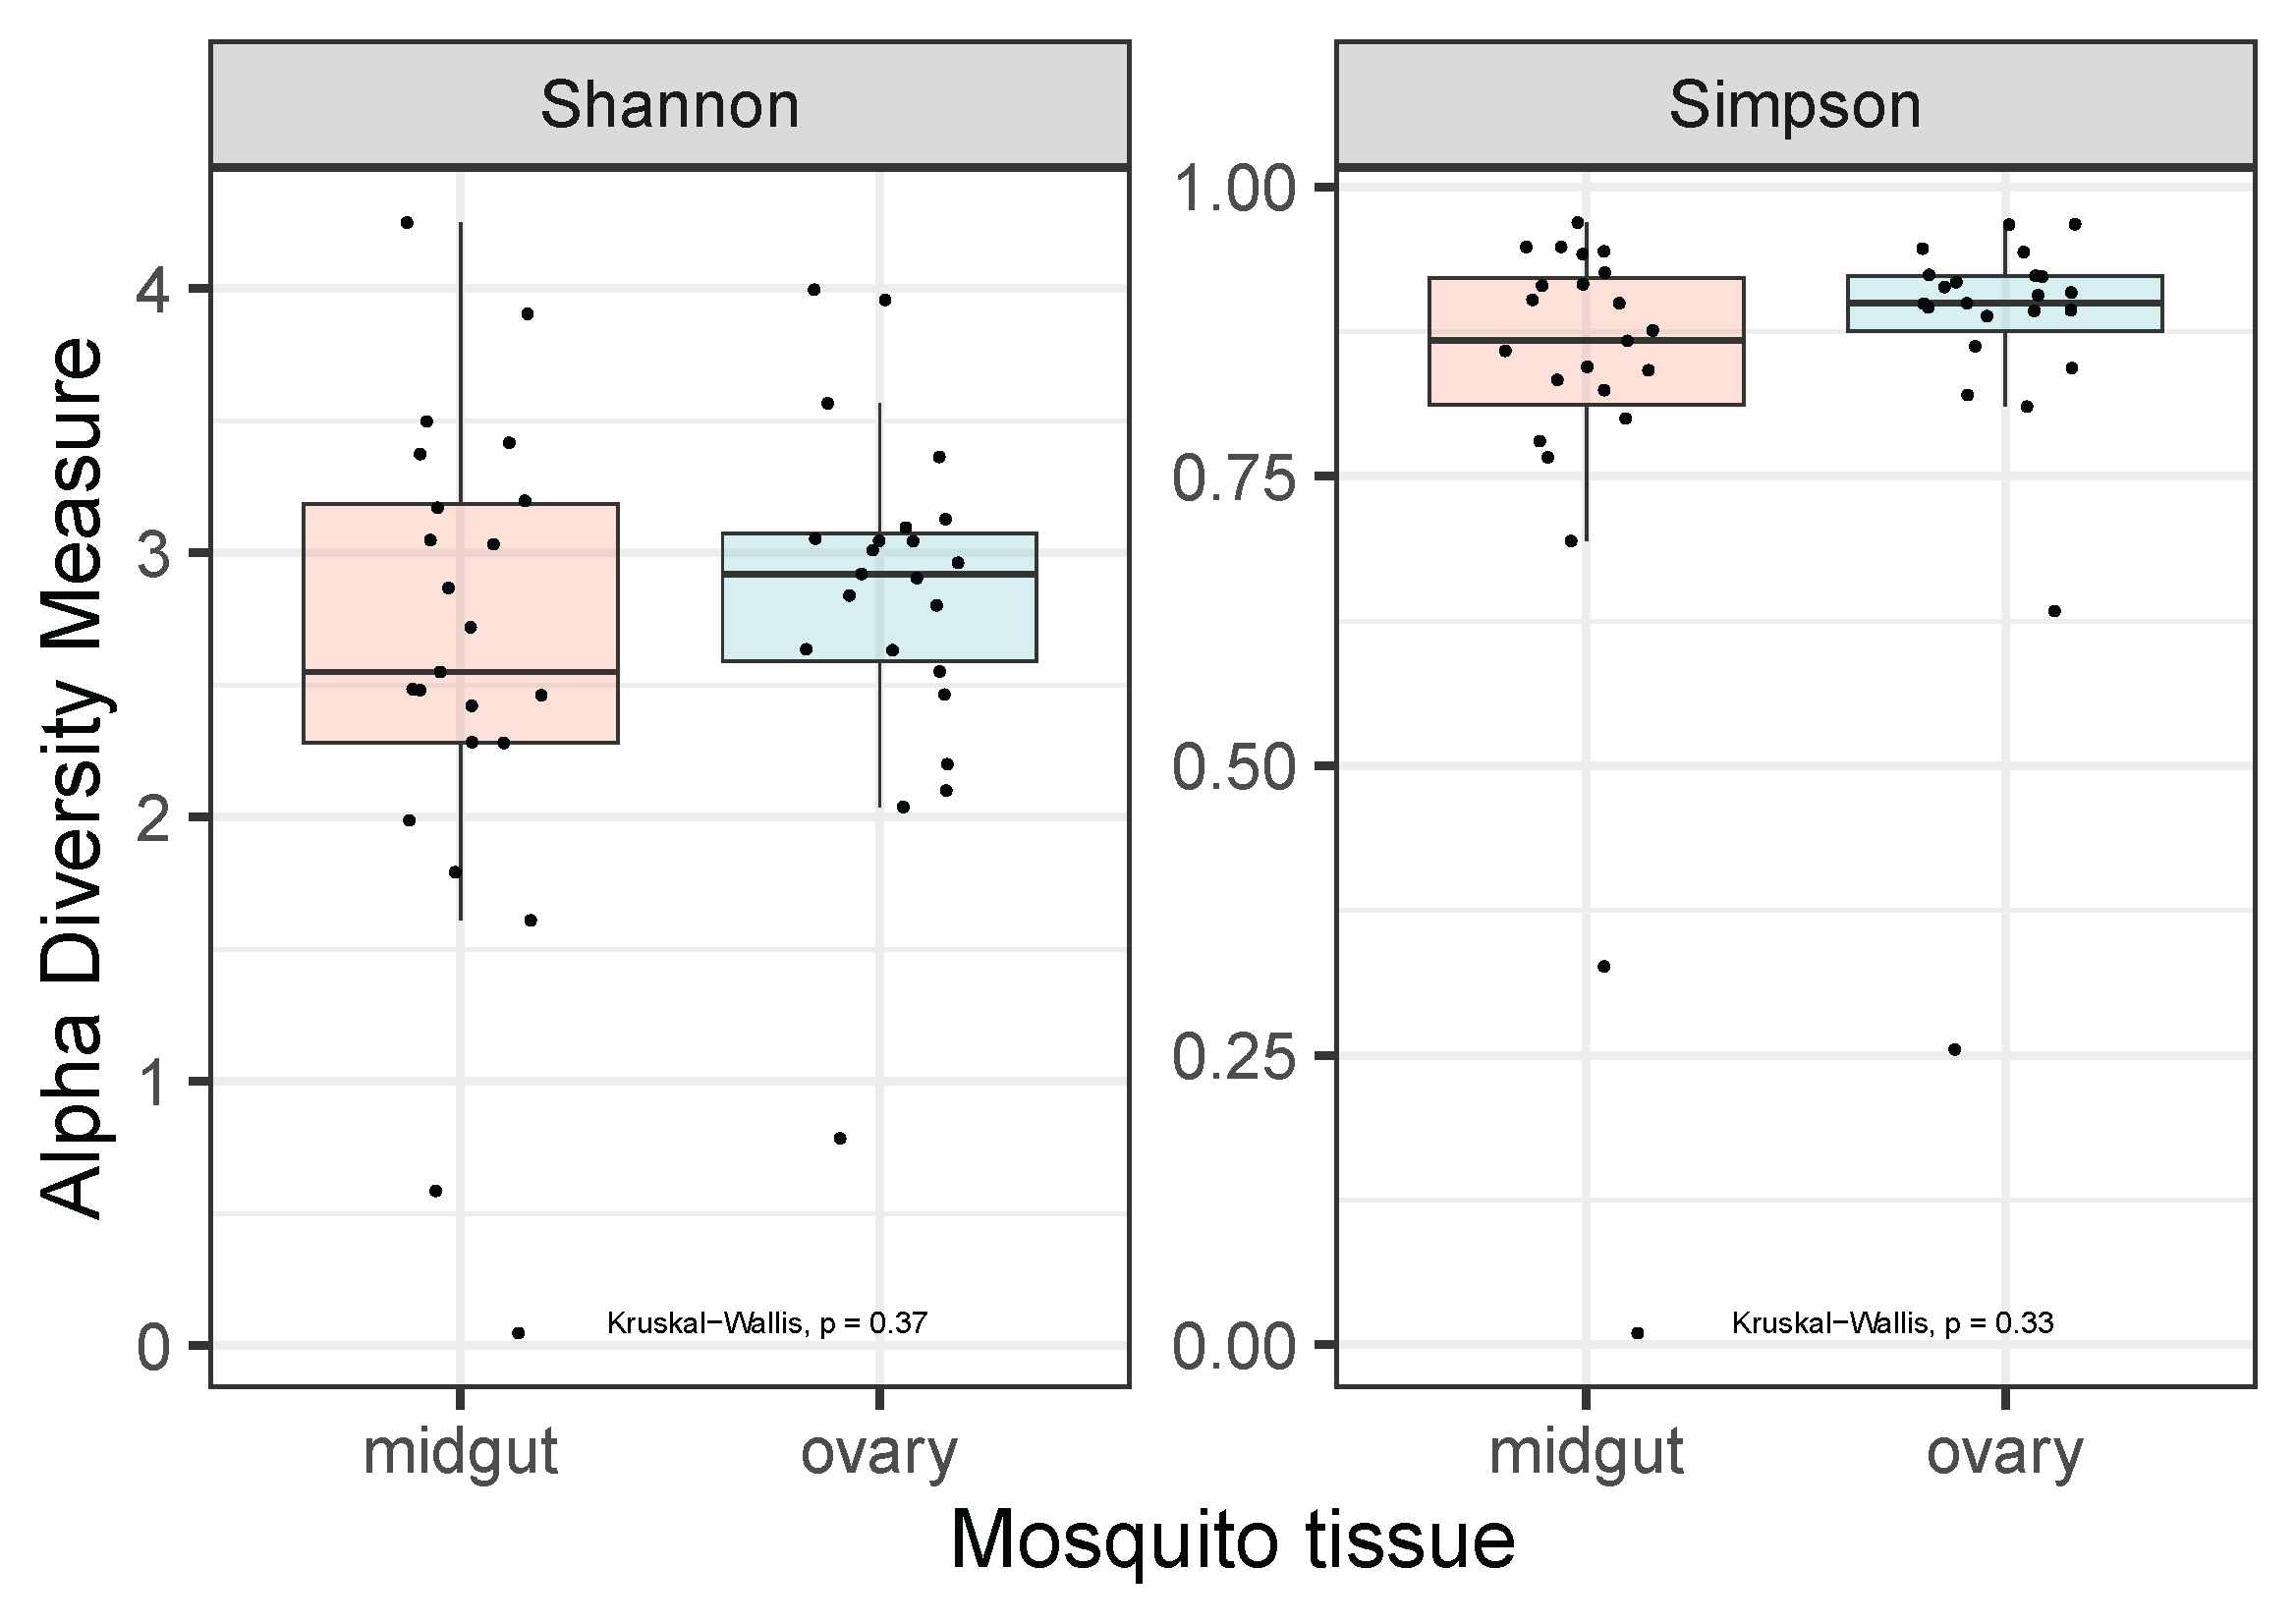 Shannon
Simpson
Alpha Diversity Measure
4
3
2
1
0
1.00
0.75
0.50
0.25
0.00
Kruskal−Wallis, p = 0.37
Kruskal−Wallis, p = 0.33
midgut
ovary
midgut
ovary
Mosquito tissue